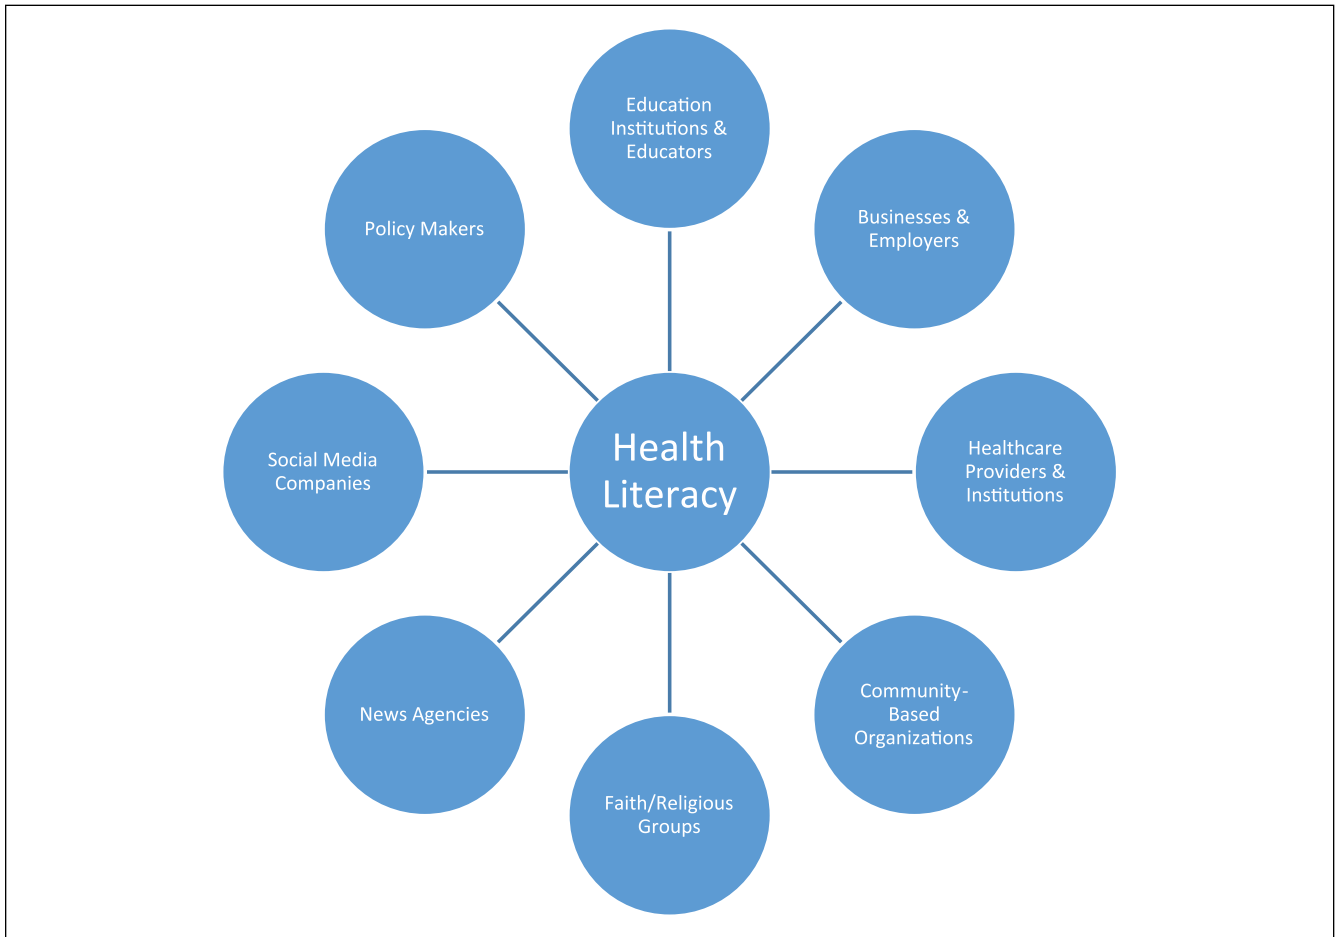 Education
Institutions &
Educators
Businesses &
Employers
Healthcare
Providers &
Institutions
Community-
Based
Organizations
Faith/Religious
Groups
News Agencies
Social Media
Companies
Policy Makers
Health
Literacy